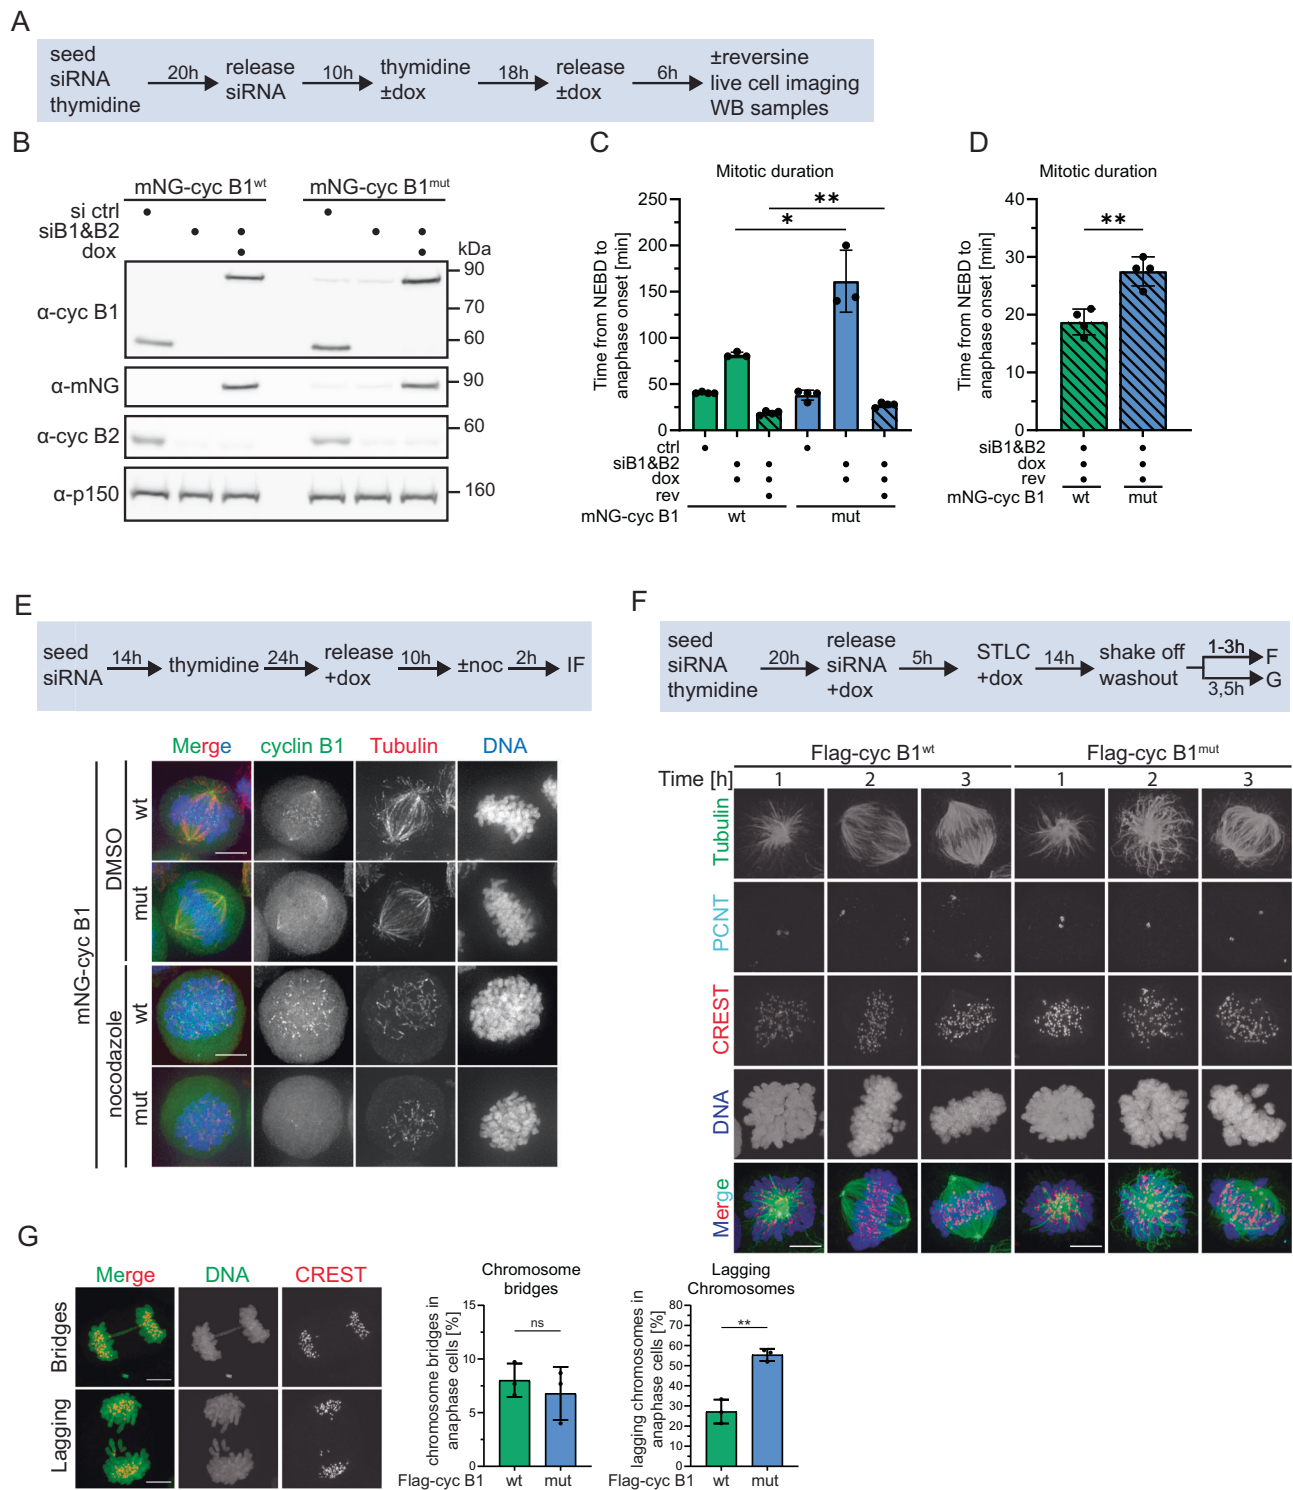 A
seed
siRNA
thymidine
20h
release
siRNA
10h
thymidine
±dox
18h
release
±dox
6h
±reversine
live cell imaging
WB samples
B
mNG-cyc B1wt
mNG-cyc B1mut
si ctrl
siB1&B2
dox
kDa
α-cyc B1
90
70
60
α-mNG
90
α-cyc B2
60
α-p150
160
C
Mitotic duration
Time from NEBD to
anaphase onset [min]
250
200
150
100
50
0
*
**
ctrl
siB1&B2
dox
rev
mNG-cyc B1
wt
mut
D
Mitotic duration
Time from NEBD to
anaphase onset [min]
40
30
20
10
0
**
siB1&B2
dox
rev
mNG-cyc B1
wt
mut
E
seed
siRNA
14h
thymidine
24h
release
+dox
10h
±noc
2h
IF
Merge
cyclin B1
Tubulin
DNA
mNG-cyc B1
DMSO
wt
mut
nocodazole
wt
mut
F
seed
siRNA
thymidine
20h
release
siRNA
+dox
5h
STLC
+dox
14h
shake off
washout
1-3h
F
3,5h
G
Flag-cyc B1wt
Flag-cyc B1mut
Time [h]
1
2
3
1
2
3
Tubulin
PCNT
CREST
DNA
Merge
G
Merge
DNA
CREST
Bridges
Lagging
Chromosome
bridges
chromosome bridges in
anaphase cells [%]
15
10
5
0
ns
Flag-cyc B1
wt
mut
Lagging
Chromosomes
lagging chromosomes in
anaphase cells [%]
80
70
60
50
40
30
20
10
0
**
Flag-cyc B1
wt
mut